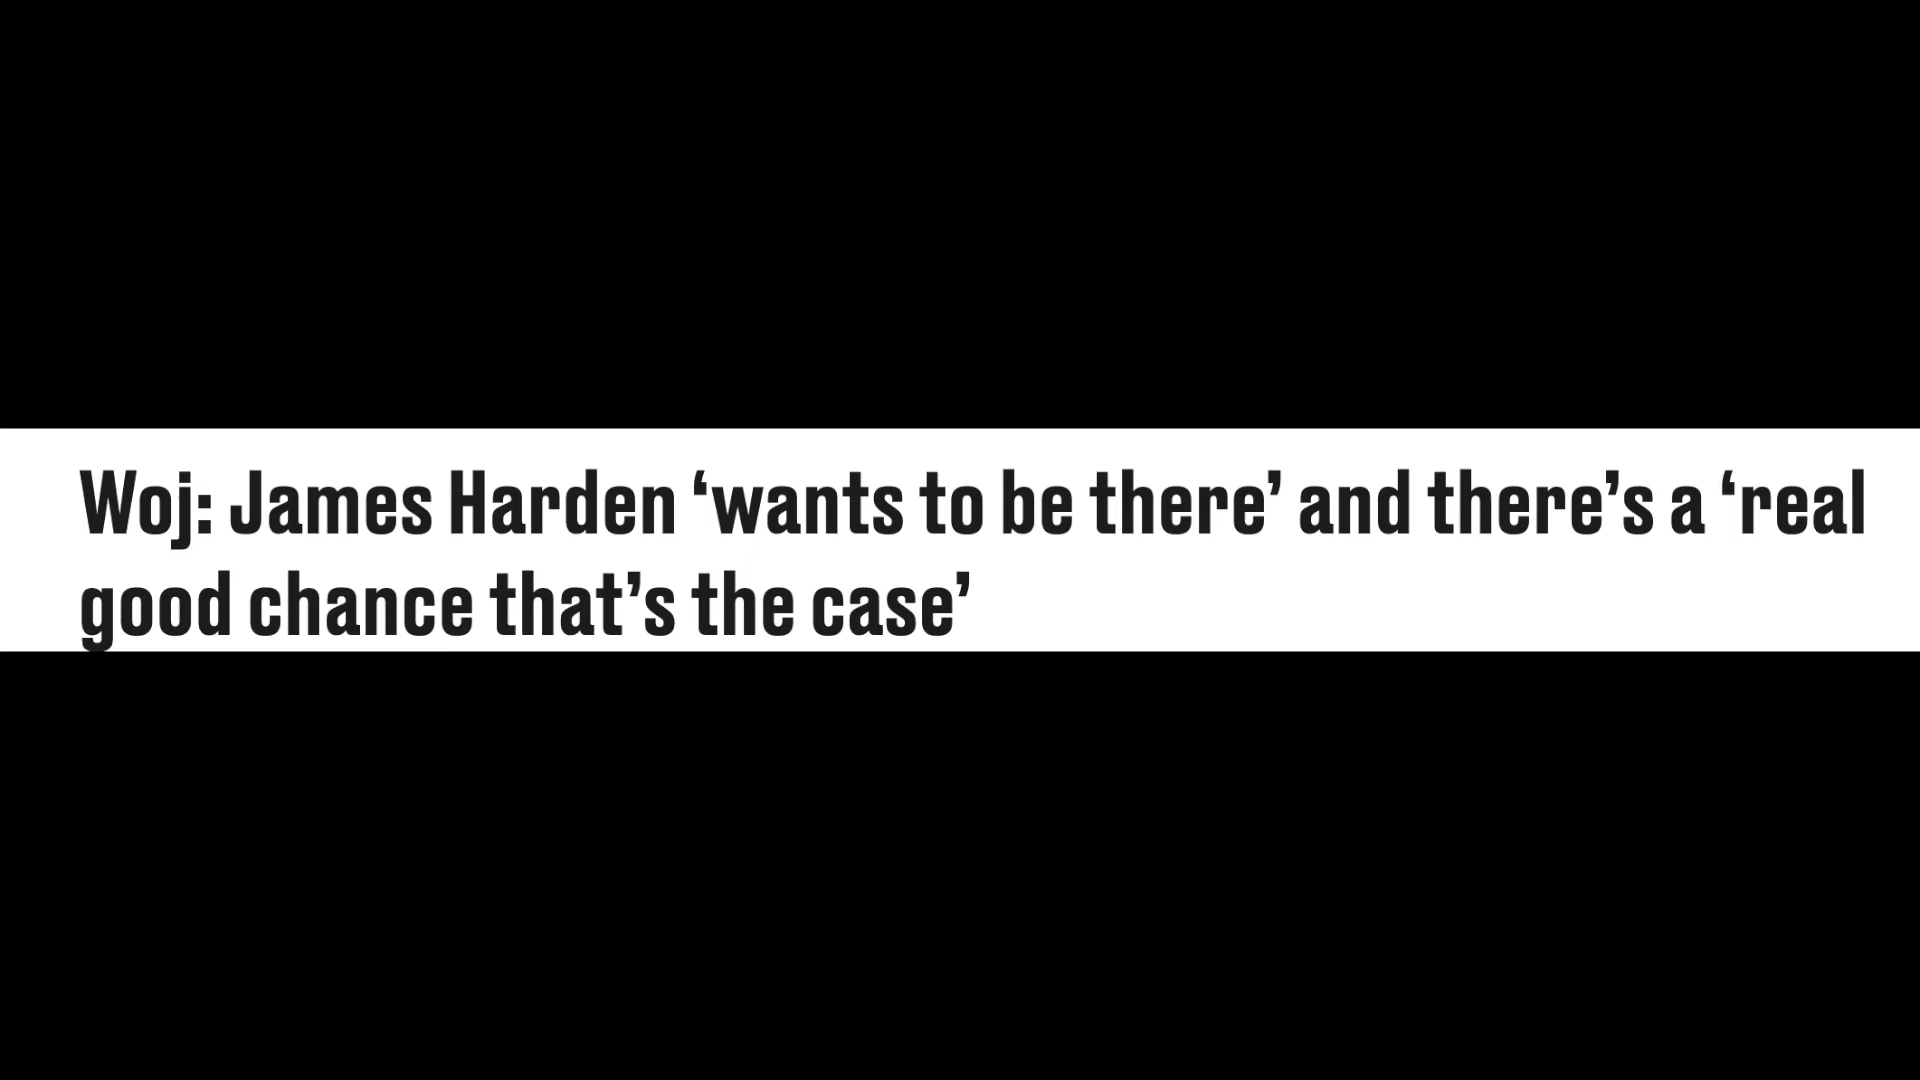 Woj: James Harden ‘wants to be there’ and there’s a ‘real
good chance that’s the case’